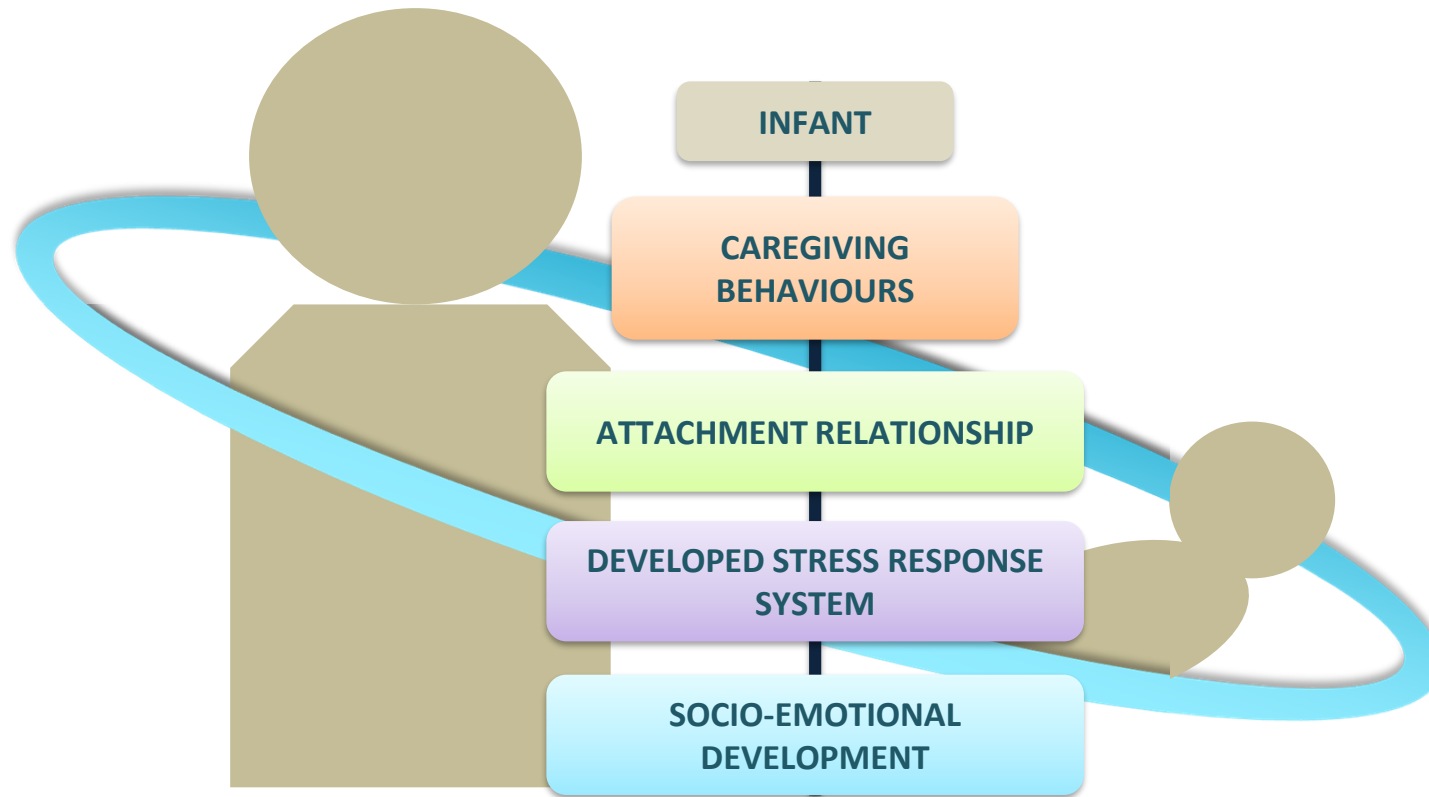 INFANT
CAREGIVING
BEHAVIOURS
ATTACHMENT RELATIONSHIP
DEVELOPED STRESS RESPONSE
SYSTEM
SOCIO-EMOTIONAL
DEVELOPMENT